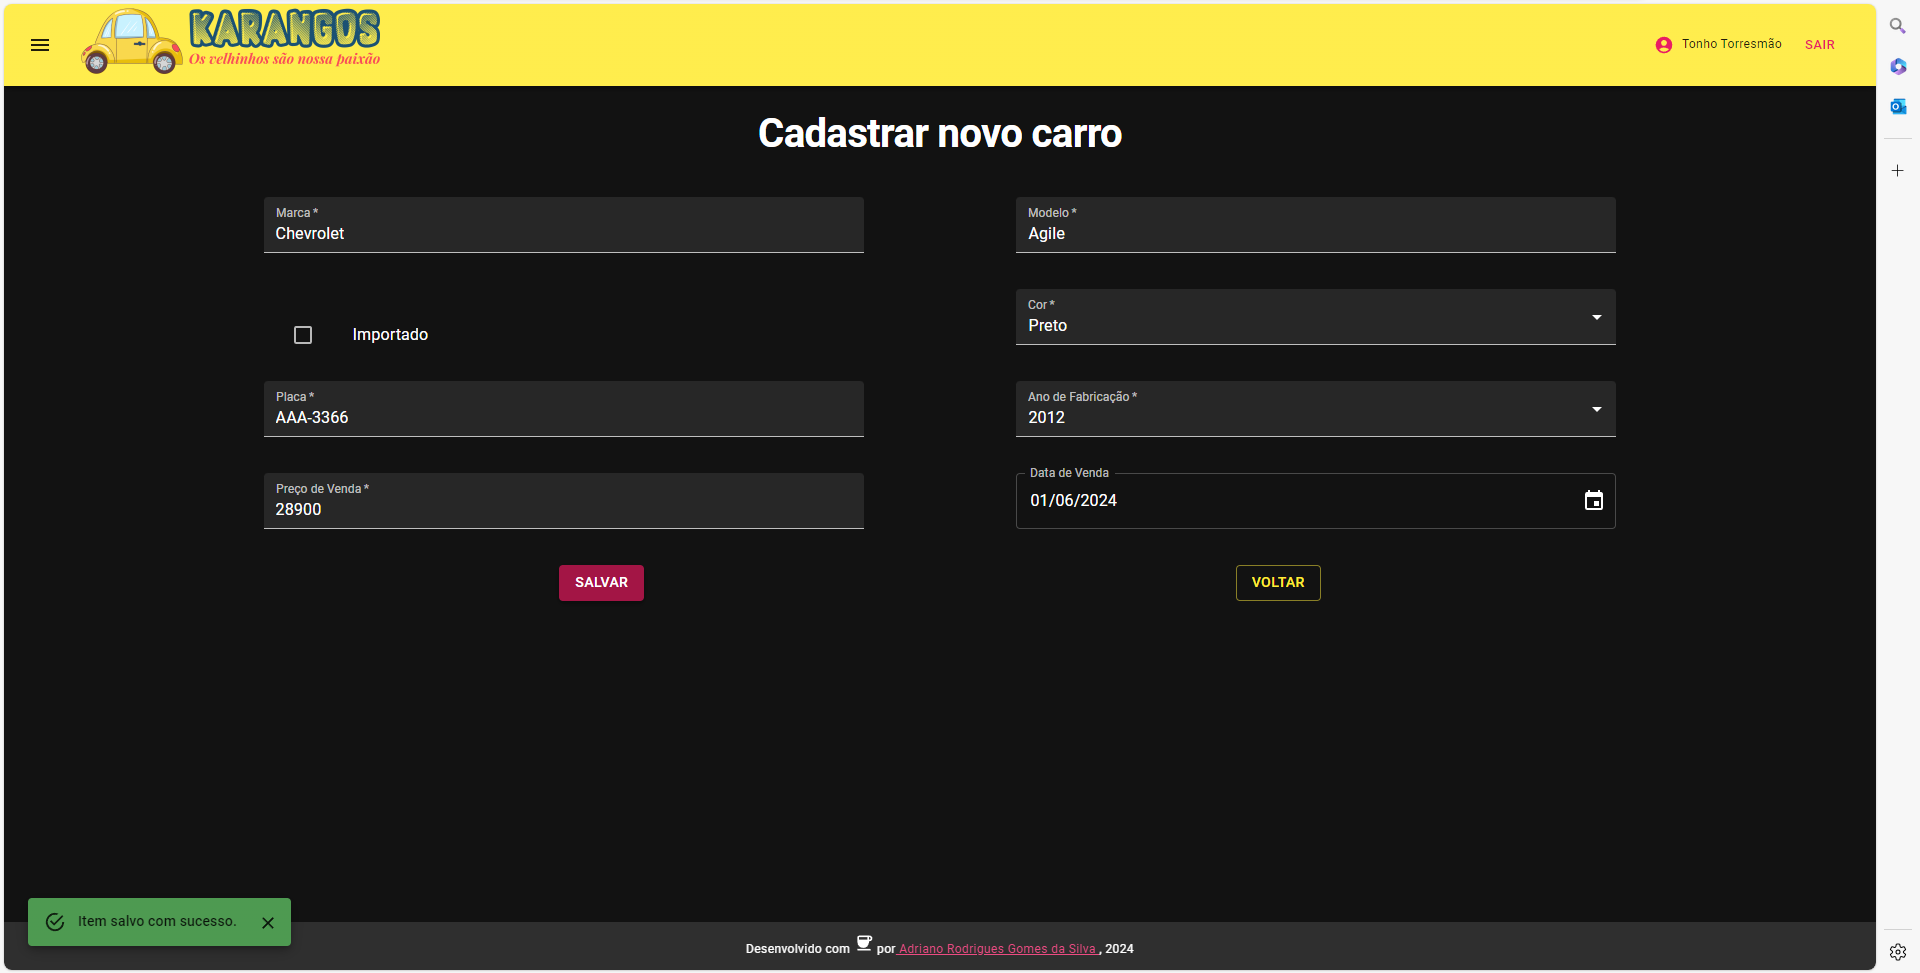 KARANGOS
Os velhinhos são nossa paixão
Tonho Torresmão
SAIR
Cadastrar novo carro
Marca *
Chevrolet
Modelo *
Agile
Importado
Cor *
Preto
Placa *
AAA-3366
Ano de Fabricação *
2012
Preço de Venda *
28900
Data de Venda
01/06/2024
SALVAR
VOLTAR
Item salvo com sucesso.
Desenvolvido com por Adriano Rodrigues Gomes da Silva , 2024